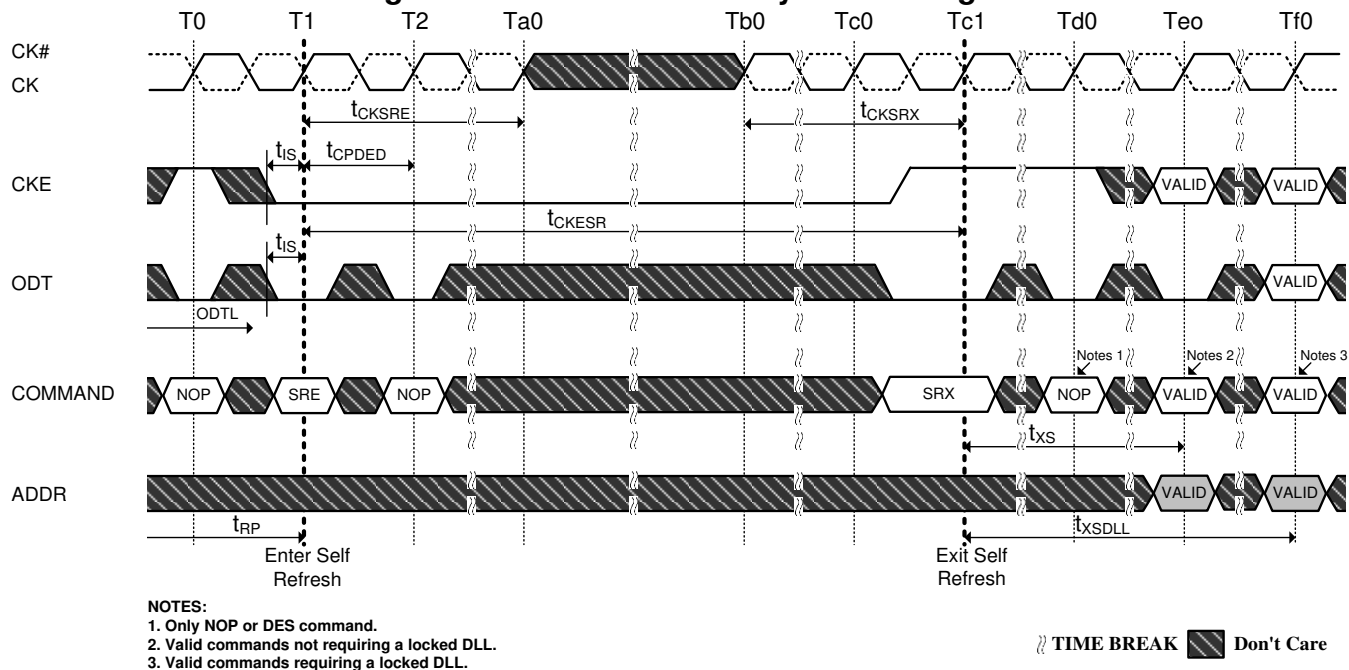 T0 T1 T2 Ta0 Tb0 Tc0 Tc1 Td0 Teo Tf0
CK#
CK
tCKSRE tCKSRX
tIS tCPDED
CKE VALID VALID
tCKESR
tIS
ODT VALID
ODTL
Notes 1 Notes 2 Notes 3
COMMAND NOP SRE NOP SRX NOP VALID VALID
tXS
ADDR VALID VALID
tRP tXSDLL
Enter Self Refresh
Exit Self Refresh
NOTES:
1. Only NOP or DES command.
2. Valid commands not requiring a locked DLL.
3. Valid commands requiring a locked DLL.
TIME BREAK Don't Care